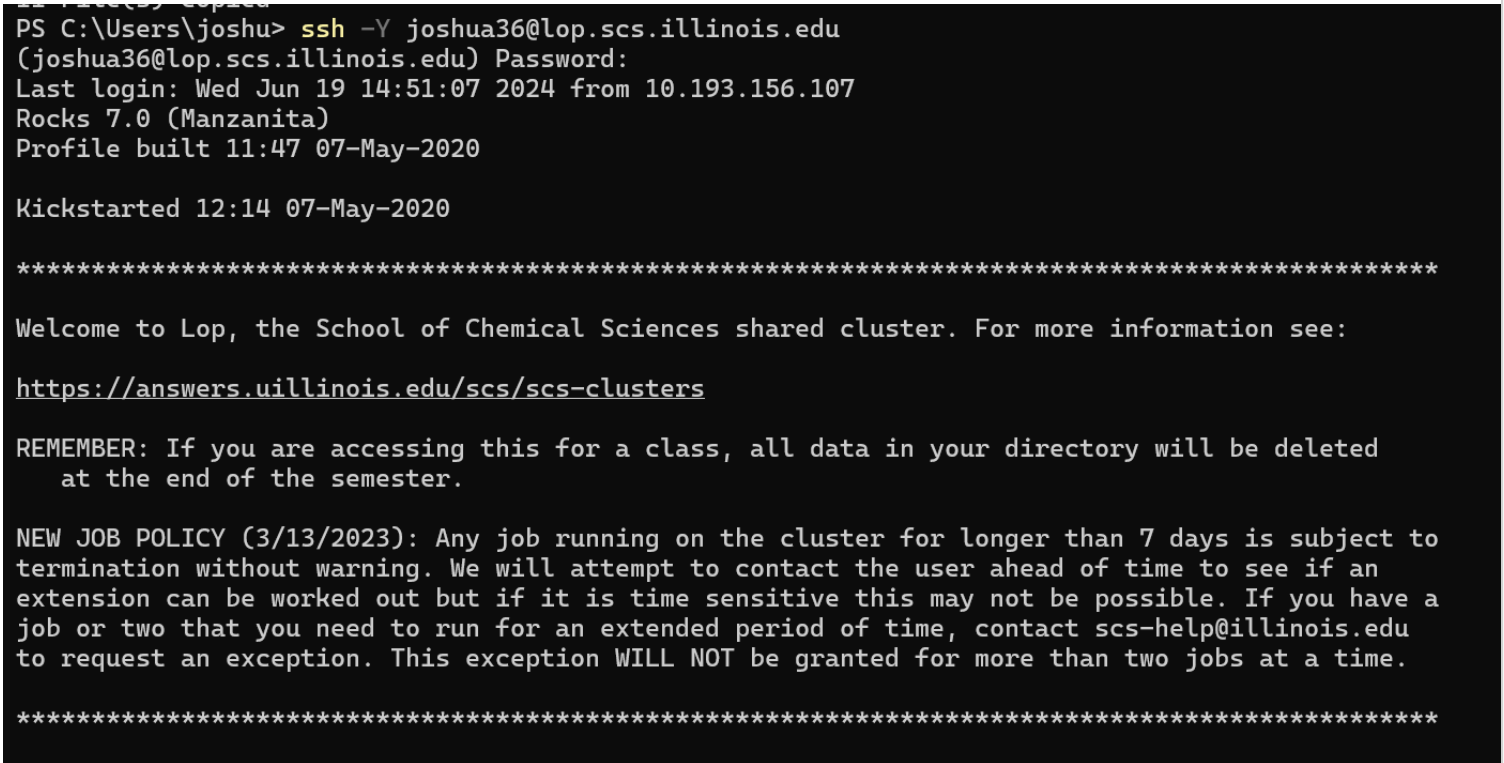 11 File(s) copied
PS C:\Users\joshu> ssh -Y joshua36@lop.scs.illinois.edu
(joshua36@lop.scs.illinois.edu) Password:
Last login: Wed Jun 19 14:51:07 2024 from 10.193.156.107
Rocks 7.0 (Manzanita)
Profile built 11:47 07-May-2020
Kickstarted 12:14 07-May-2020
***********************************************************************************************
Welcome to Lop, the School of Chemical Sciences shared cluster. For more information see:
https://answers.uillinois.edu/scs/scs-clusters
REMEMBER: If you are accessing this for a class, all data in your directory will be deleted
at the end of the semester.
NEW JOB POLICY (3/13/2023): Any job running on the cluster for longer than 7 days is subject to
termination without warning. We will attempt to contact the user ahead of time to see if an
extension can be worked out but if it is time sensitive this may not be possible. If you have a
job or two that you need to run for an extended period of time, contact scs-help@illinois.edu
to request an exception. This exception WILL NOT be granted for more than two jobs at a time.
***********************************************************************************************